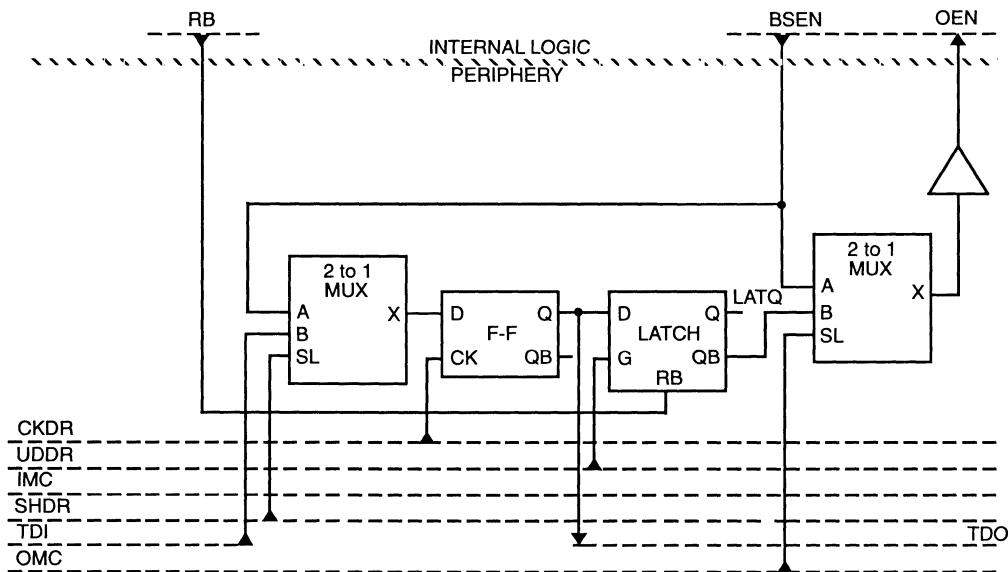 RB
BSEN
OEN
INTERNAL LOGIC
PERIPHERY
2 to 1
MUX
A
B
SL
X
D
Q
F-F
CK
QB
D
Q
LATCH
G
QB
RB
LATQ
2 to 1
MUX
A
B
SL
X
CKDR
UDDR
IMC
SHDR
TDI
TDO
OMC